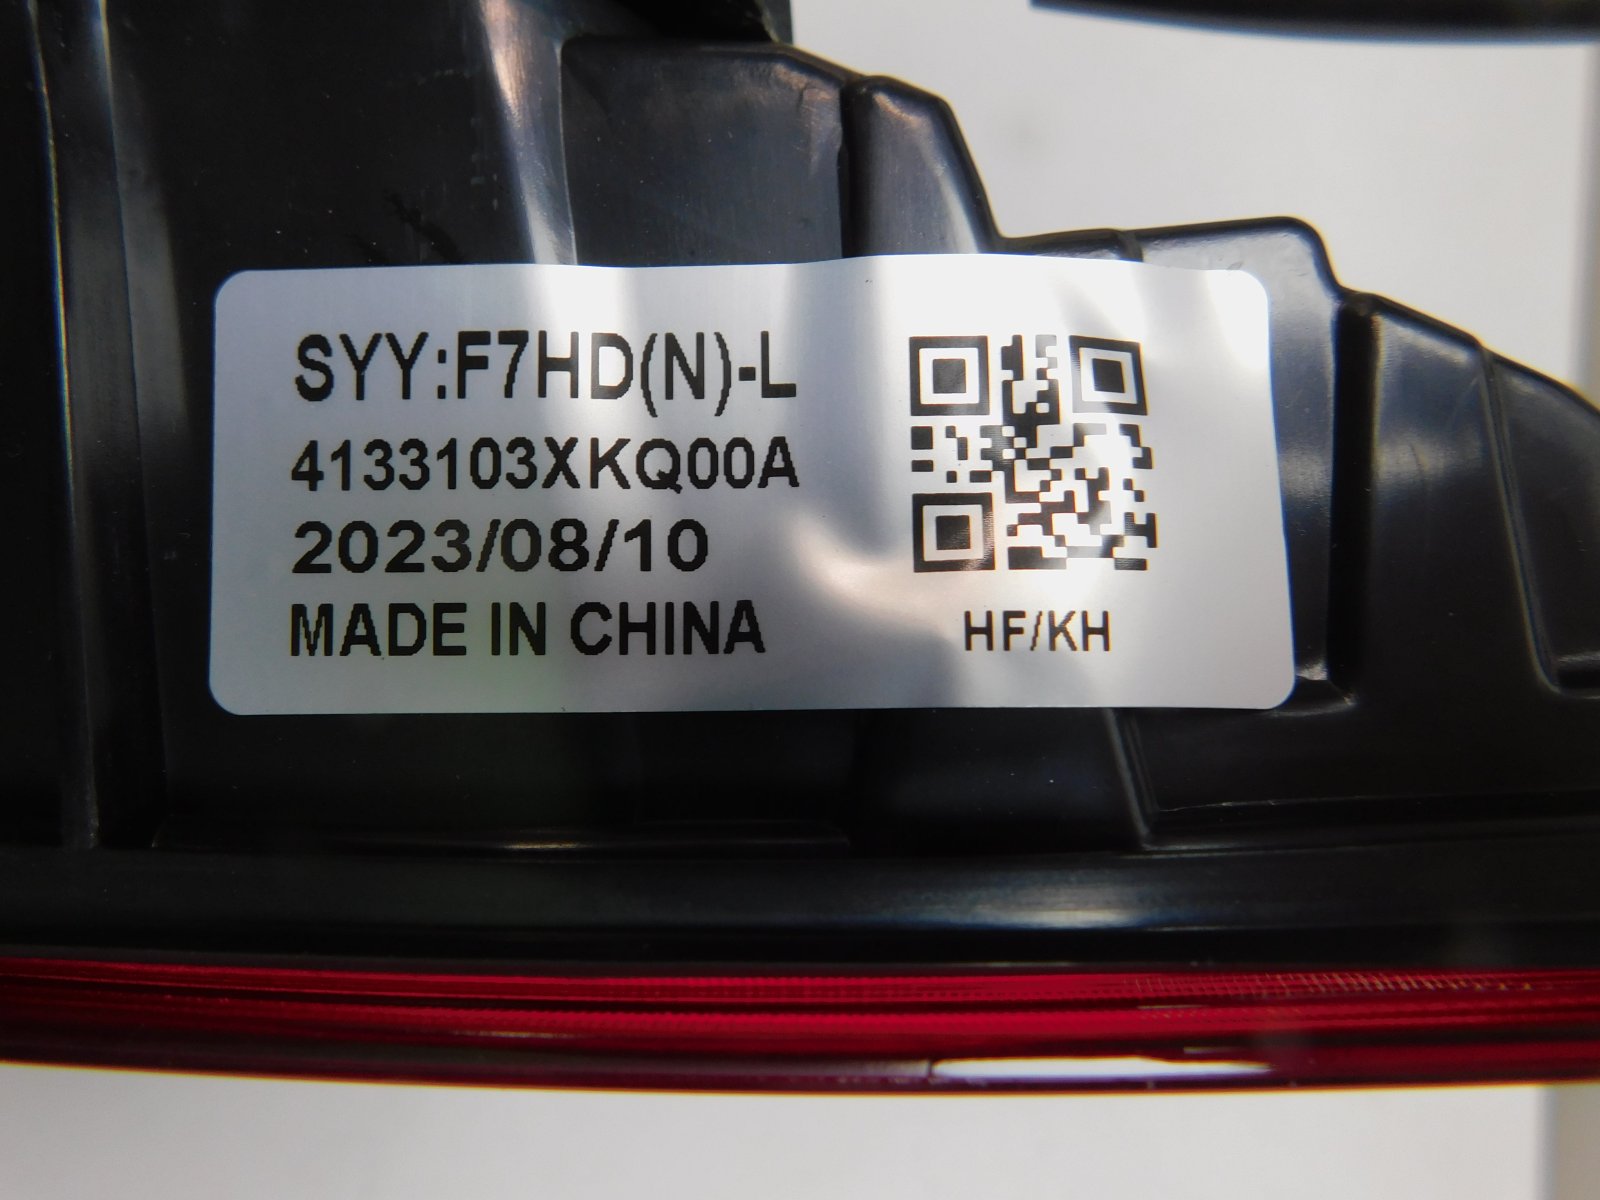 SYY:F7HD(N)-L
4133103XKQ00A
2023/08/10
MADE IN CHINA
HF/KH